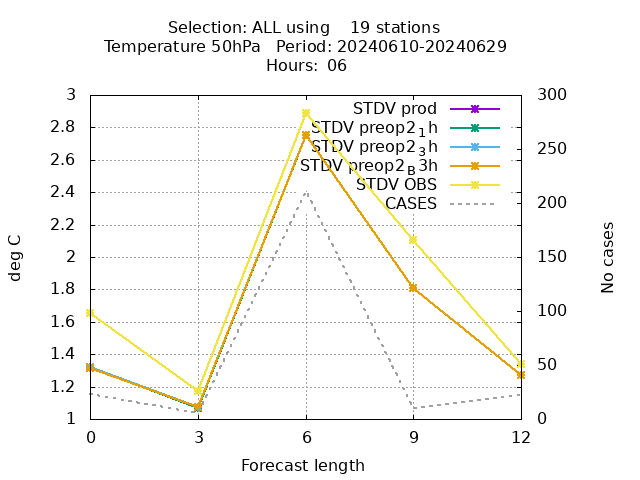 Selection: ALL using 19 stations
Temperature 50hPa Period: 20240610-20240629
Hours: 06
STDV prod
STDV preop2₁h
STDV preop2₃h
STDV preop2_B3h
STDV OBS
CASES
3
2.8
2.6
2.4
2.2
2
1.8
1.6
1.4
1.2
1
300
250
200
150
100
50
0
deg C
No cases
0 3 6 9 12
Forecast length